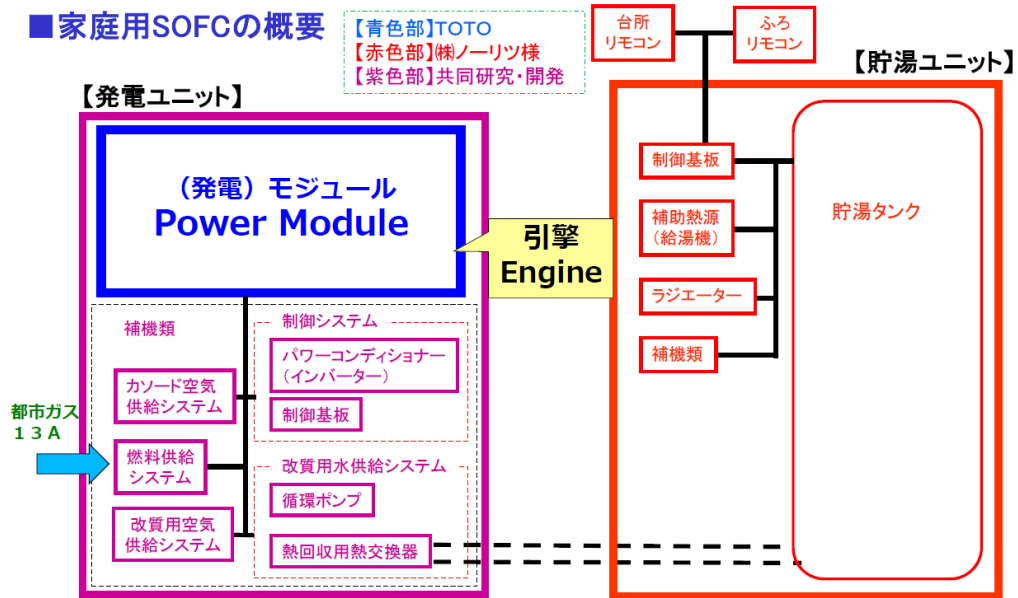 ■家庭用SOFCの概要
【青色部】TOTO
【赤色部】㈱ノーリツ様
【紫色部】共同研究・開発
台所
リモコン
ふろ
リモコン
【発電ユニット】
【貯湯ユニット】
（発電）モジュール
Power Module
引擎
Engine
補機類
制御システム
パワーコンディショナー
（インバーター）
制御基板
カソード空気
供給システム
都市ガス
１３Ａ
燃料供給
システム
改質用空気
供給システム
改質用水供給システム
循環ポンプ
熱回収用熱交換器
制御基板
補助熱源
（給湯機）
ラジエーター
補機類
貯湯タンク